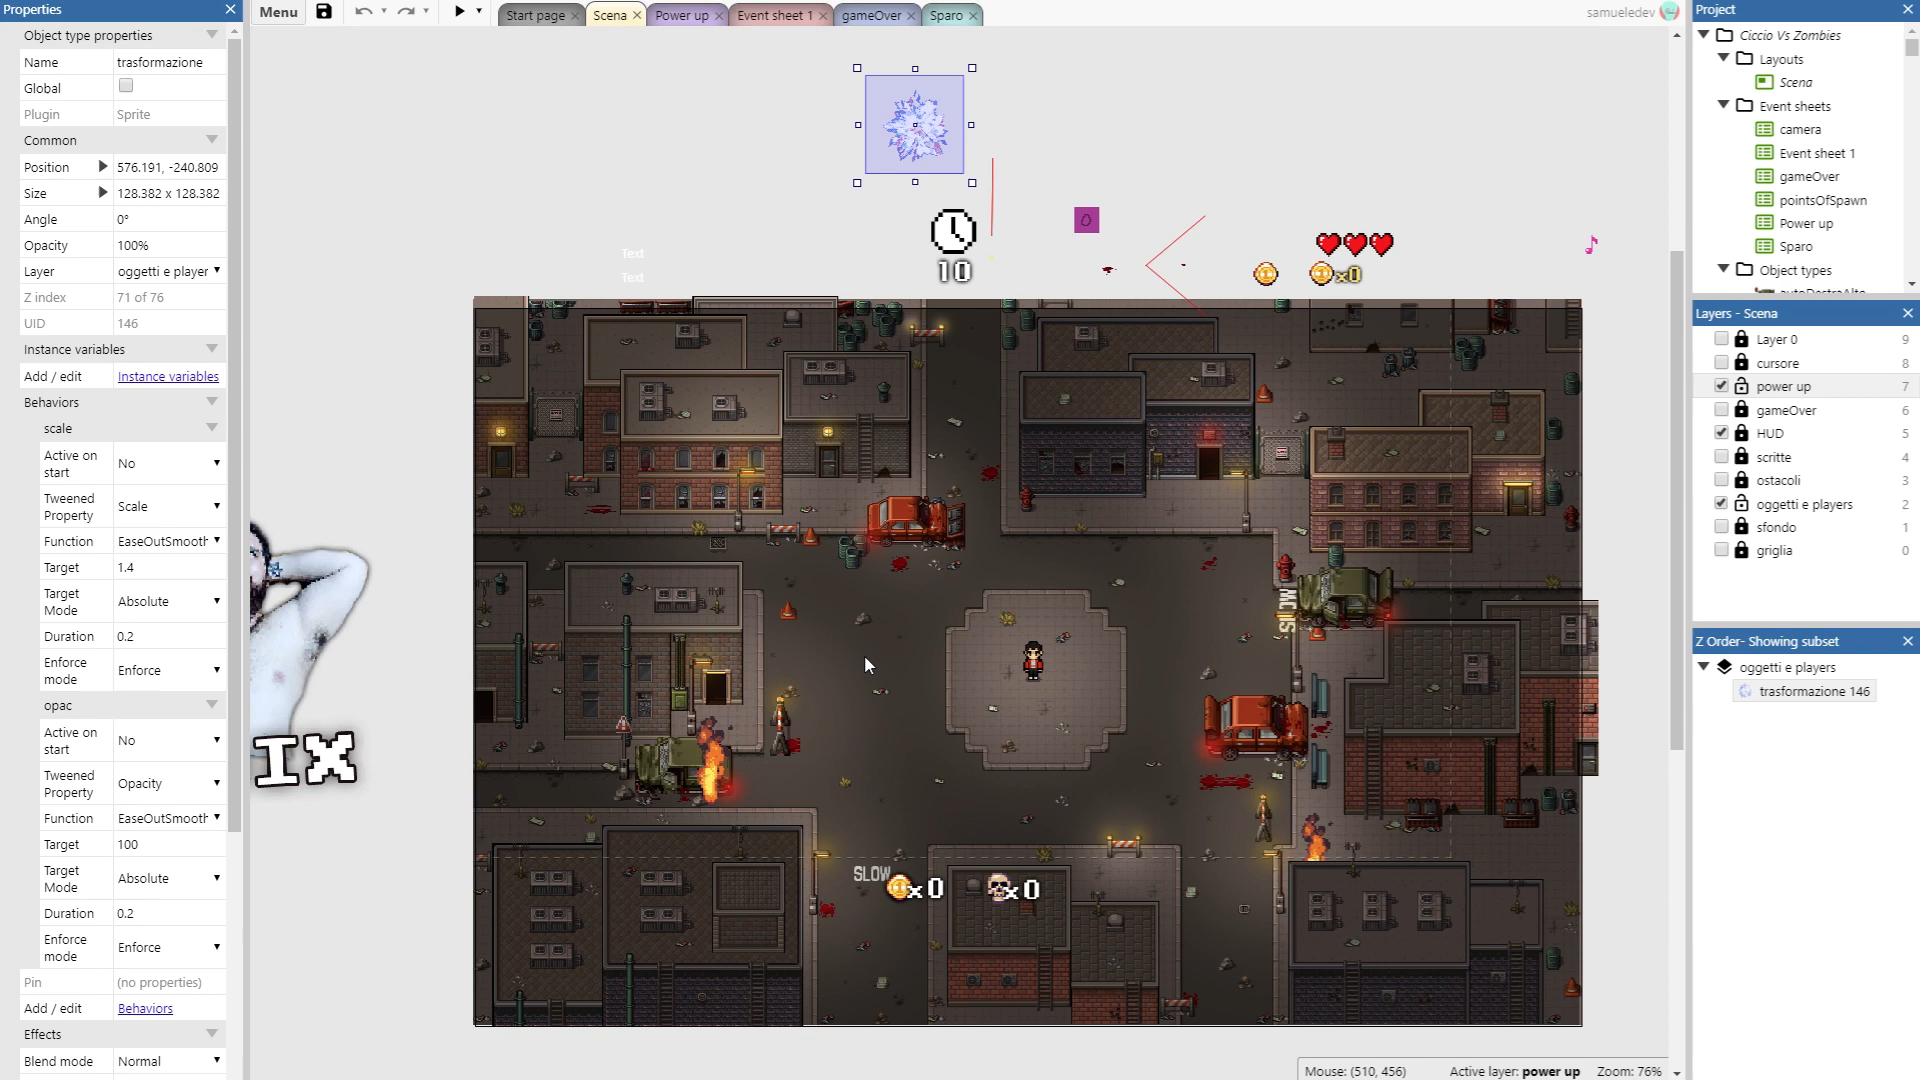 Properties
Menu
Start page
Scena
Power up
Event sheet 1
gameOver
Sparo
samueledev
Object type properties
Name trasformazione
Global
Plugin Sprite
Common
Position 576.191, -240.809
Size 128.382 x 128.382
Angle 0°
Opacity 100%
Layer oggetti e player
Z index 71 of 76
UID 146
Instance variables
Add / edit Instance variables
Behaviors
scale
Active on start No
Tweened Property Scale
Function EaseOutSmooth
Target 1.4
Target Mode Absolute
Duration 0.2
Enforce mode Enforce
opac
Active on start No
Tweened Property Opacity
Function EaseOutSmooth
Target 100
Target Mode Absolute
Duration 0.2
Enforce mode Enforce
Pin (no properties)
Add / edit Behaviors
Effects
Blend mode Normal
Text
Text
10
x0
IX
SLOW
x0
x0
Mouse: (510, 456)
Active layer: power up
Zoom: 76%
Project
Ciccio Vs Zombies
Layouts
Scena
Event sheets
camera
Event sheet 1
gameOver
pointsOfSpawn
Power up
Sparo
Object types
Layers - Scena
Layer 0 9
cursore 8
power up 7
gameOver 6
HUD 5
scritte 4
ostacoli 3
oggetti e players 2
sfondo 1
griglia 0
Z Order- Showing subset
oggetti e players
trasformazione 146